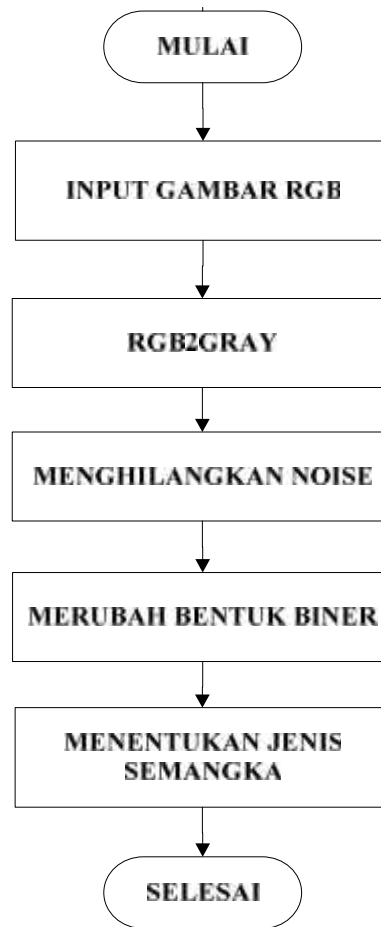 MULAI
INPUT GAMBAR RGB
RGB2GRAY
MENGHILANGKAN NOISE
MERUBAH BENTUK BINER
MENENTUKAN JENIS
SEMANGKA
SELESAI